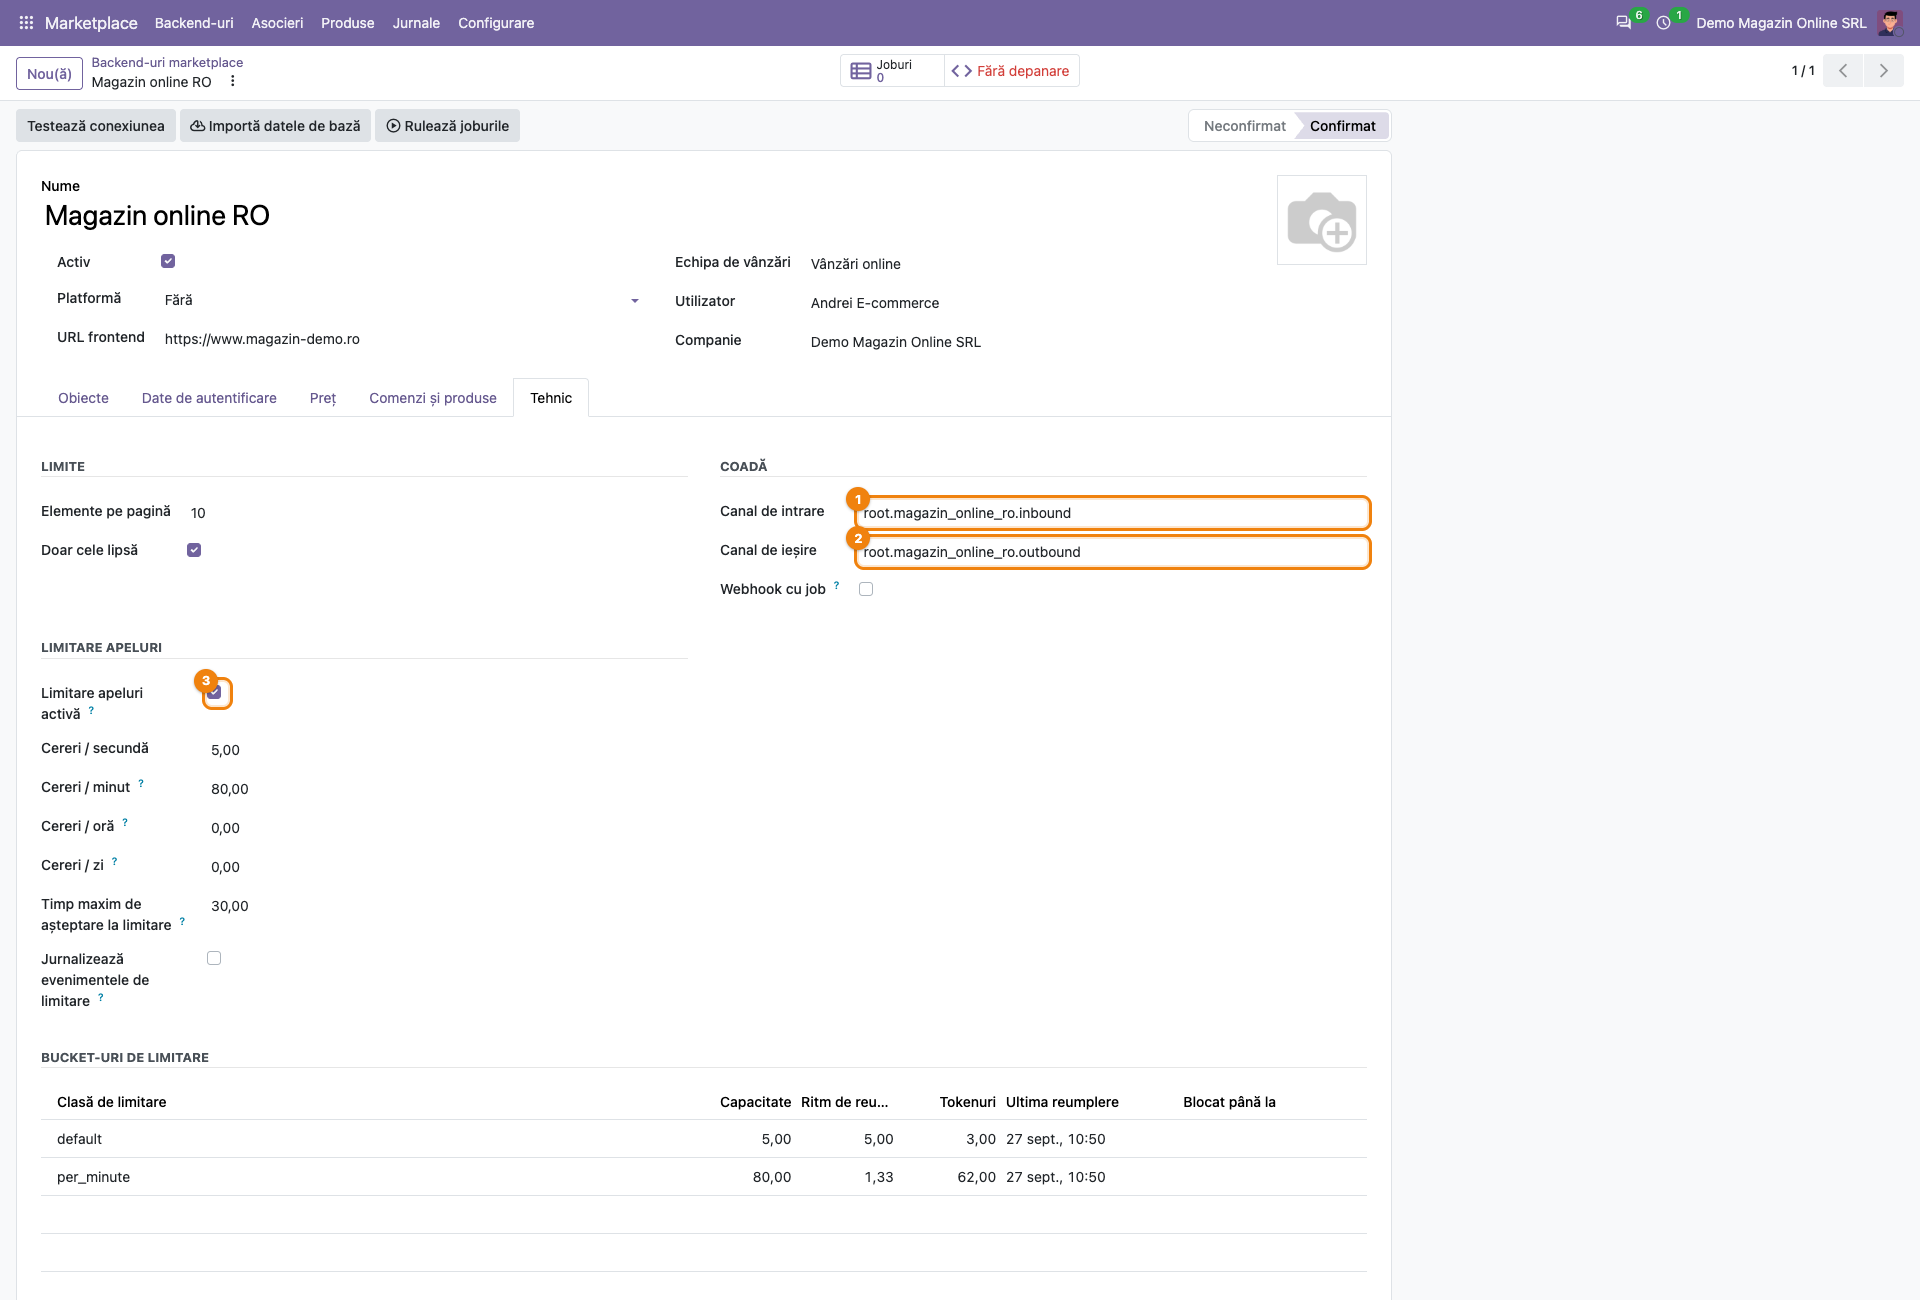 Marketplace Backend-uri Asocieri Produse Jurnale Configurare 6 1 Demo Magazin Online SRL
Nou(ă)
Backend-uri marketplace
Magazin online RO
Joburi
0
Fără depanare
1 / 1
Testează conexiunea
Importă datele de bază
Rulează joburile
Neconfirmat
Confirmat
Nume
Magazin online RO
Activ
Platformă Fără
URL frontend https://www.magazin-demo.ro
Echipa de vânzări Vânzări online
Utilizator Andrei E-commerce
Companie Demo Magazin Online SRL
Obiecte Date de autentificare Preț Comenzi și produse Tehnic
LIMITE
Elemente pe pagină 10
Doar cele lipsă
COADĂ
1
Canal de intrare root.magazin_online_ro.inbound
2
Canal de ieșire root.magazin_online_ro.outbound
Webhook cu job ?
LIMITARE APELURI
3
Limitare apeluri
activă ?
Cereri / secundă 5,00
Cereri / minut ? 80,00
Cereri / oră ? 0,00
Cereri / zi ? 0,00
Timp maxim de 30,00
așteptare la limitare ?
Jurnalizează
evenimentele de
limitare ?
BUCKET-URI DE LIMITARE
Clasă de limitare Capacitate Ritm de reu... Tokenuri Ultima reumplere Blocat până la
default 5,00 5,00 3,00 27 sept., 10:50
per_minute 80,00 1,33 62,00 27 sept., 10:50